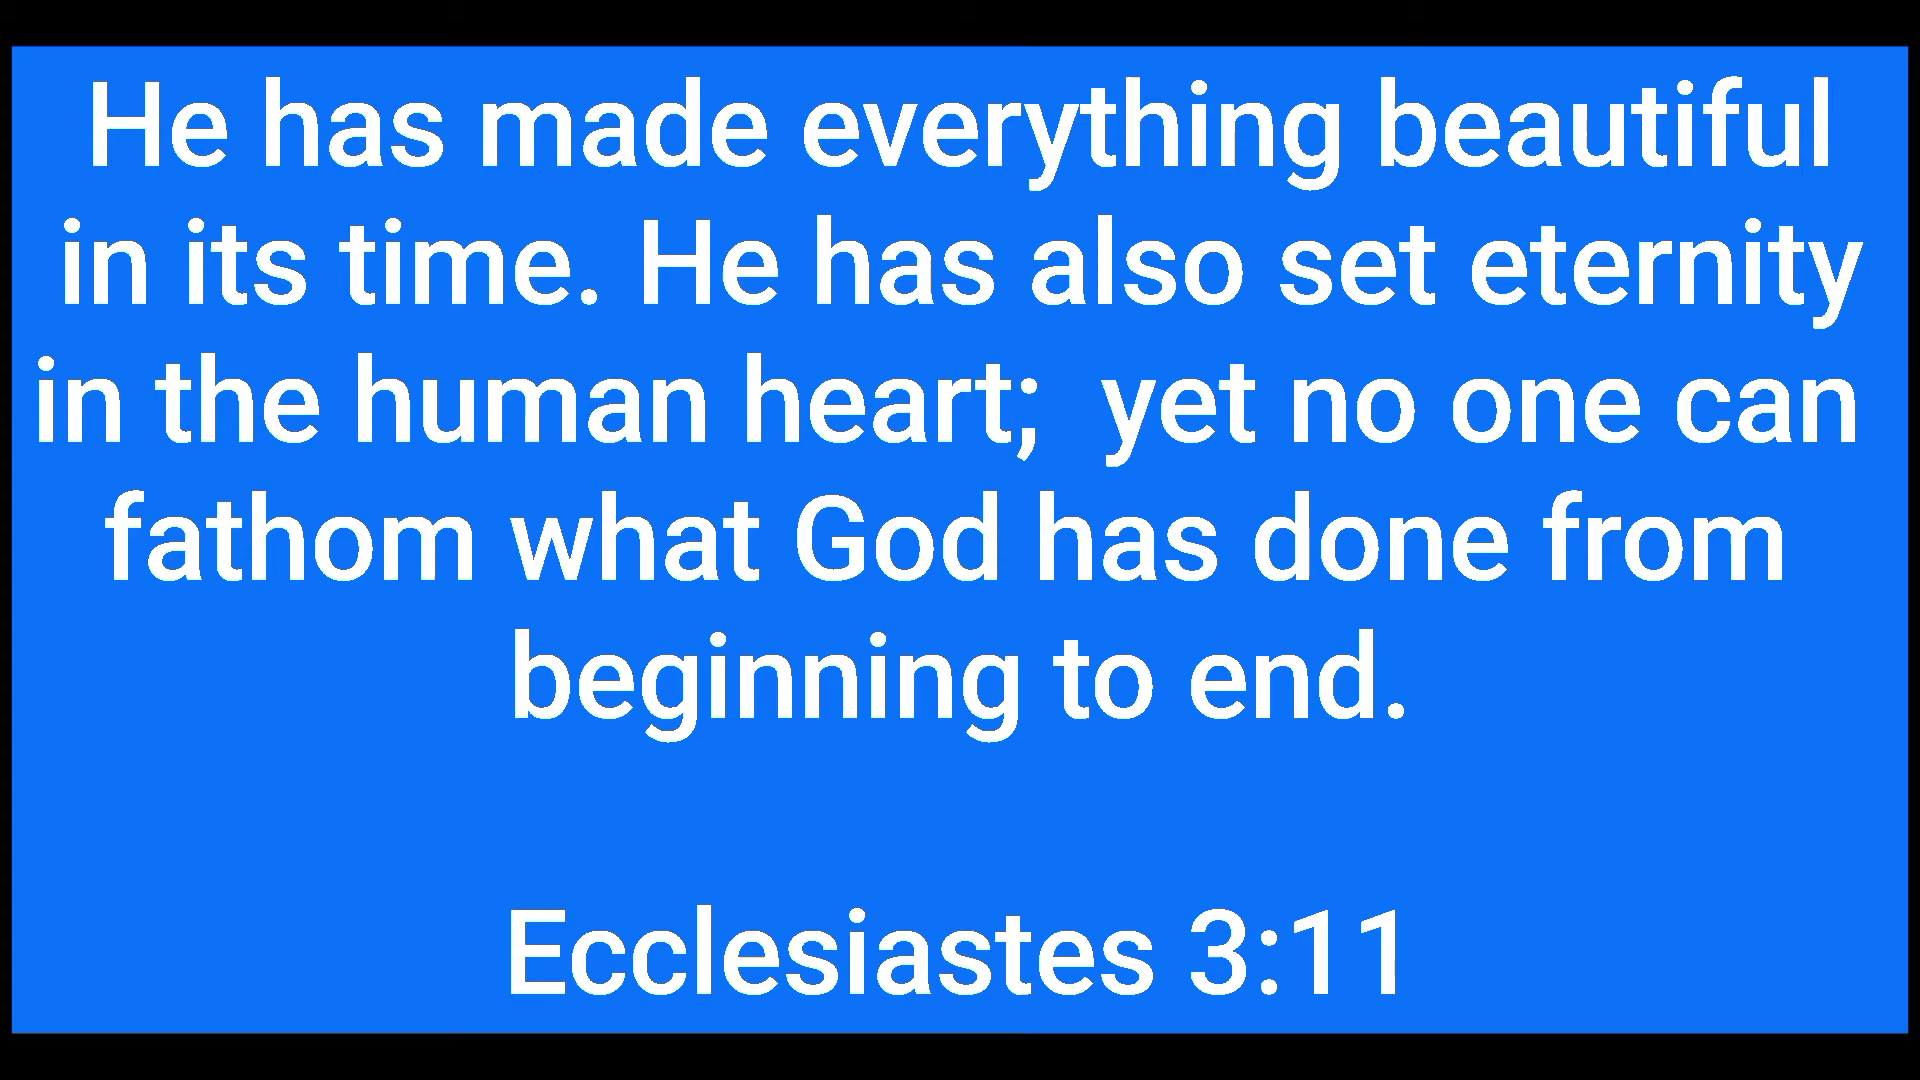 He has made everything beautiful
in its time. He has also set eternity
in the human heart;  yet no one can
fathom what God has done from
beginning to end.
Ecclesiastes 3:11